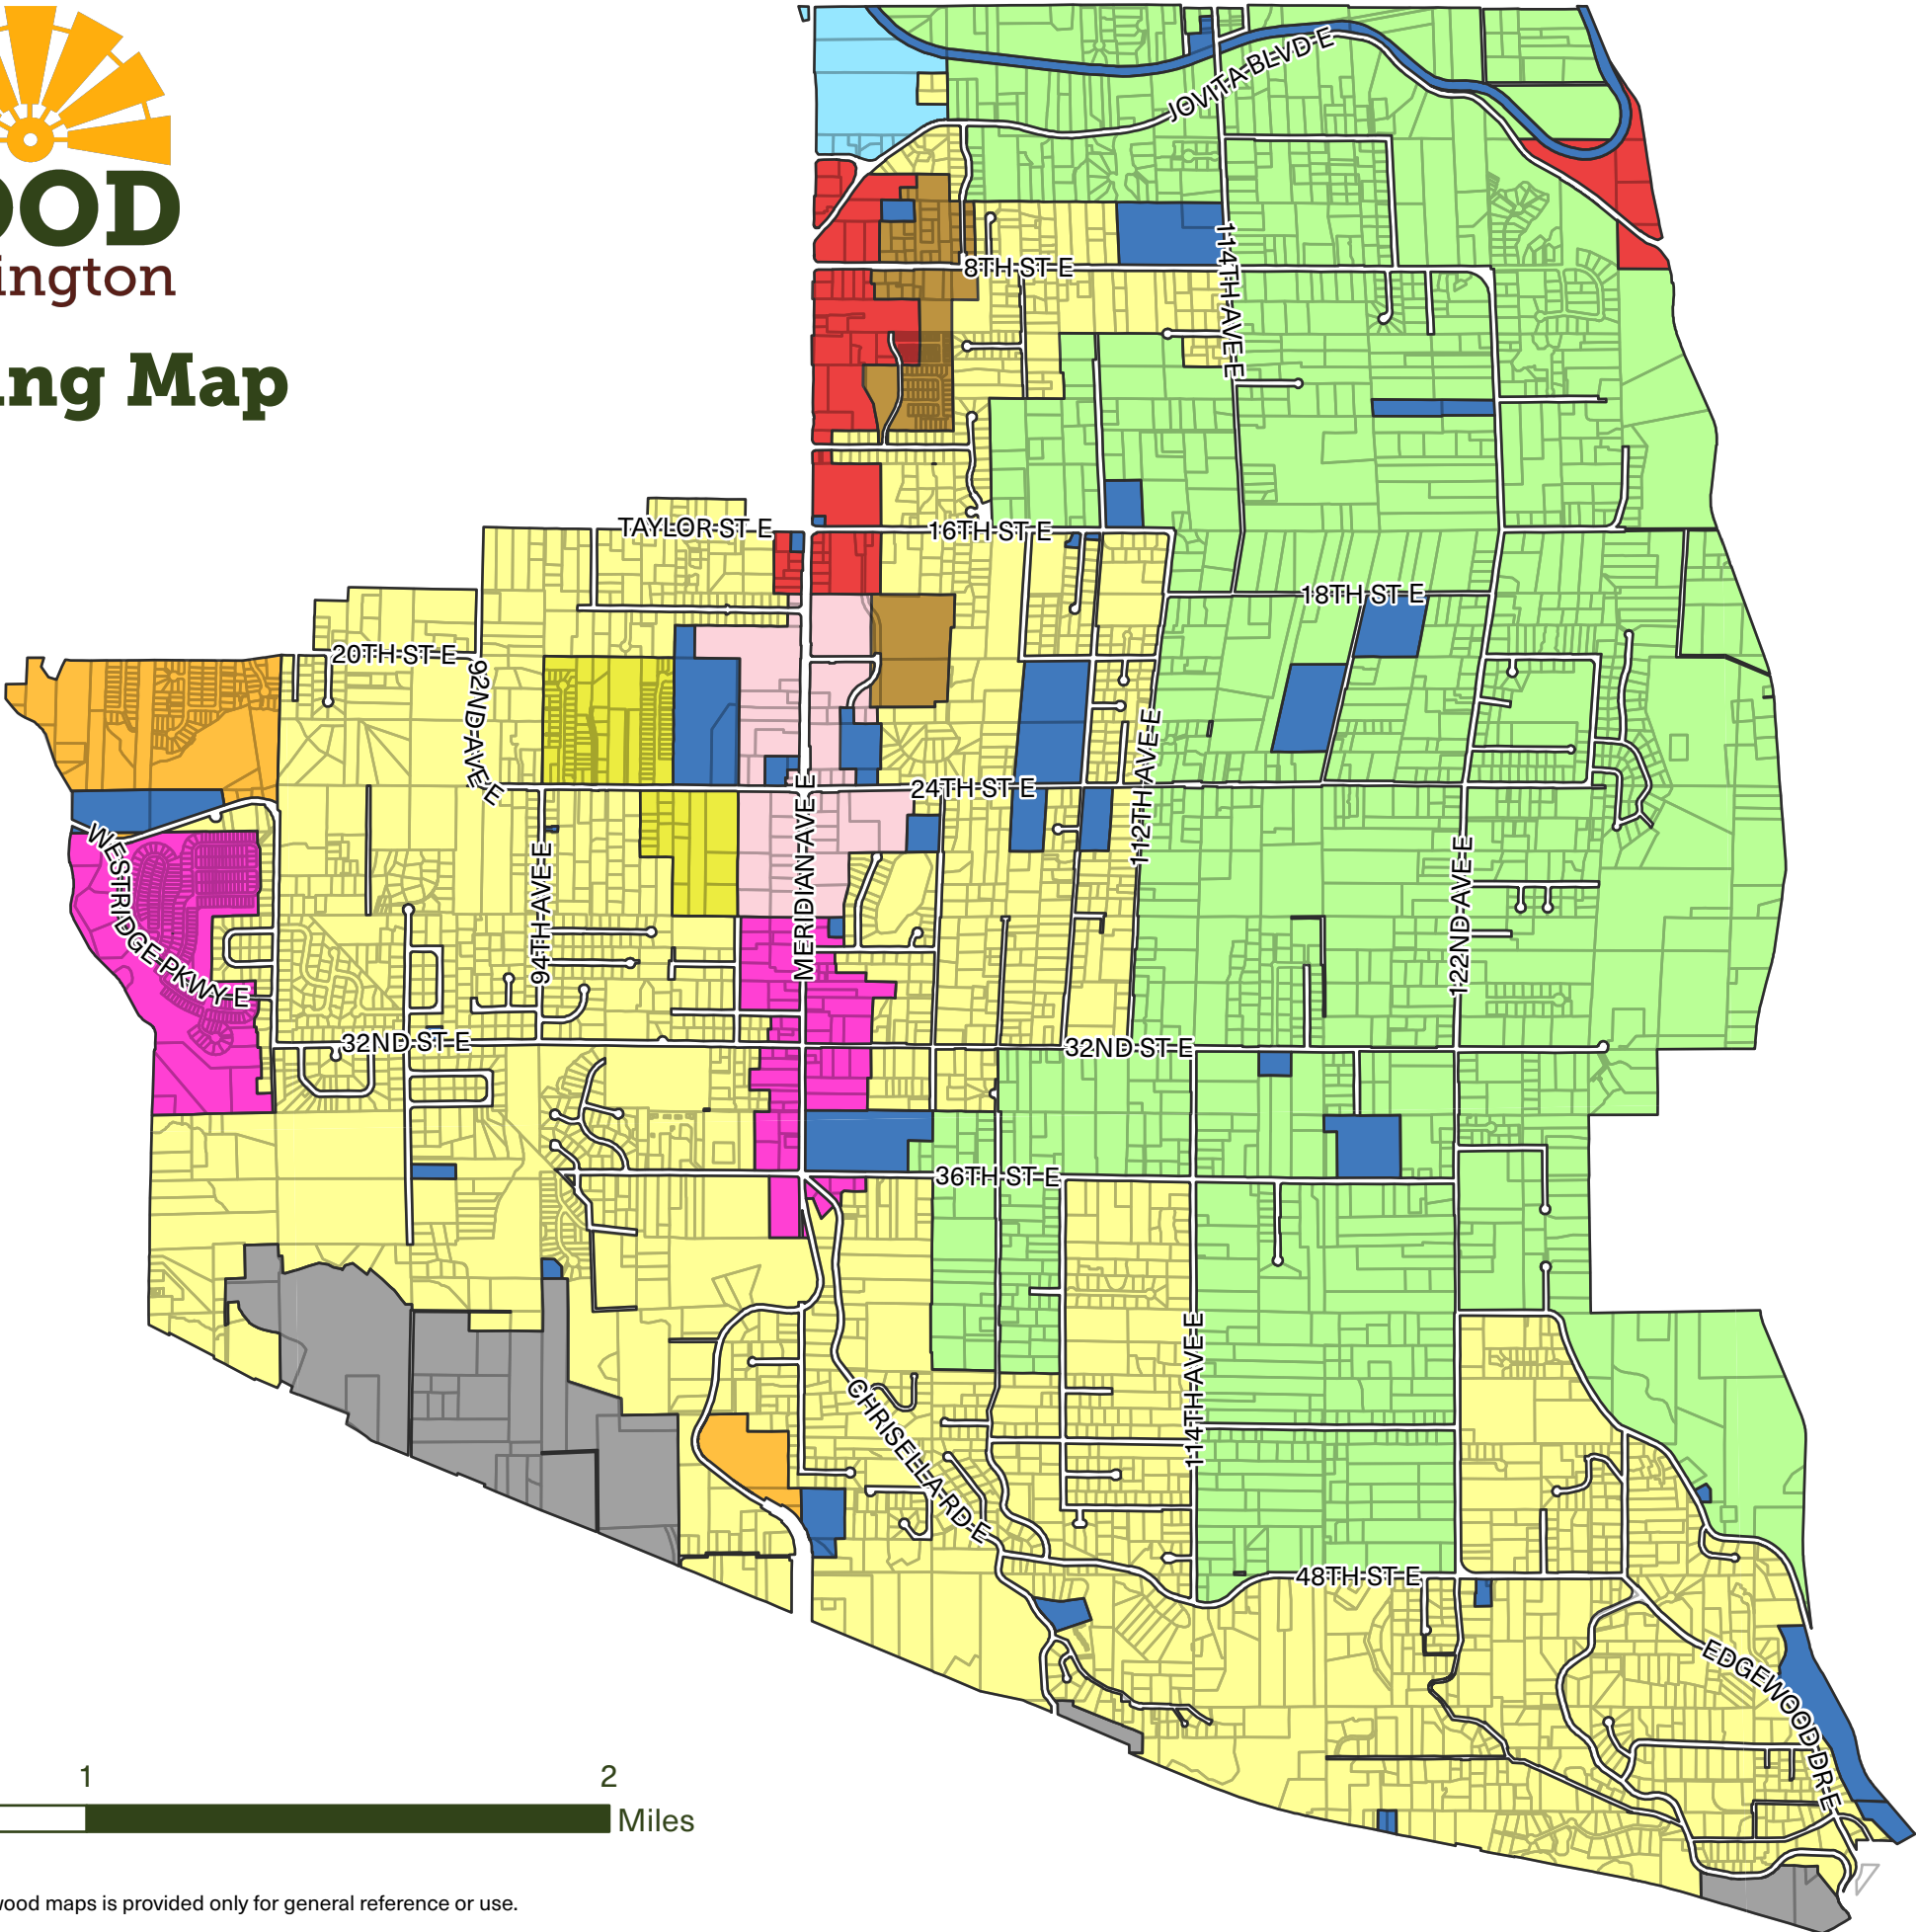 OOD
ington
ing Map
JOVITA BLVD E
8TH ST E
114TH AVE E
TAYLOR ST E
16TH ST E
18TH ST E
20TH ST E
92ND AVE E
24TH ST E
112TH AVE E
WESTRIDGE PKWY E
94TH AVE E
MERIDIAN AVE E
122ND AVE E
32ND ST E
32ND ST E
36TH ST E
CHRISELLA RD E
114TH AVE E
48TH ST E
EDGEWOOD DR E
1
2
Miles
wood maps is provided only for general reference or use.